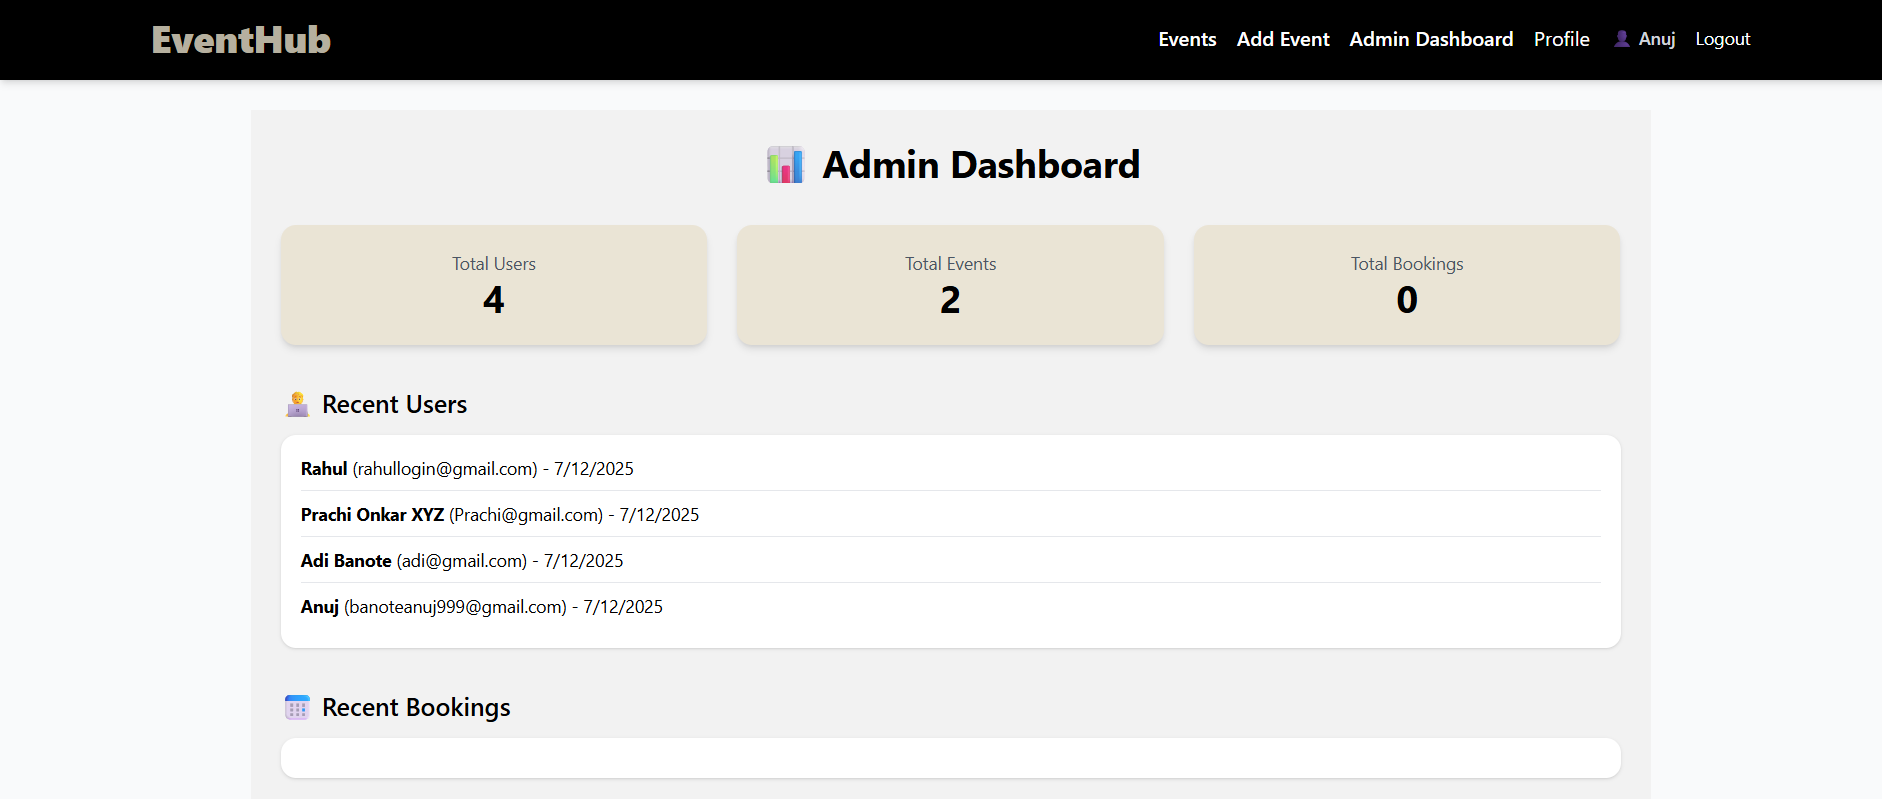 EventHub
Events Add Event Admin Dashboard Profile Anuj Logout
Admin Dashboard
Total Users
4
Total Events
2
Total Bookings
0
Recent Users
Rahul (rahullogin@gmail.com) - 7/12/2025
Prachi Onkar XYZ (Prachi@gmail.com) - 7/12/2025
Adi Banote (adi@gmail.com) - 7/12/2025
Anuj (banoteanuj999@gmail.com) - 7/12/2025
Recent Bookings